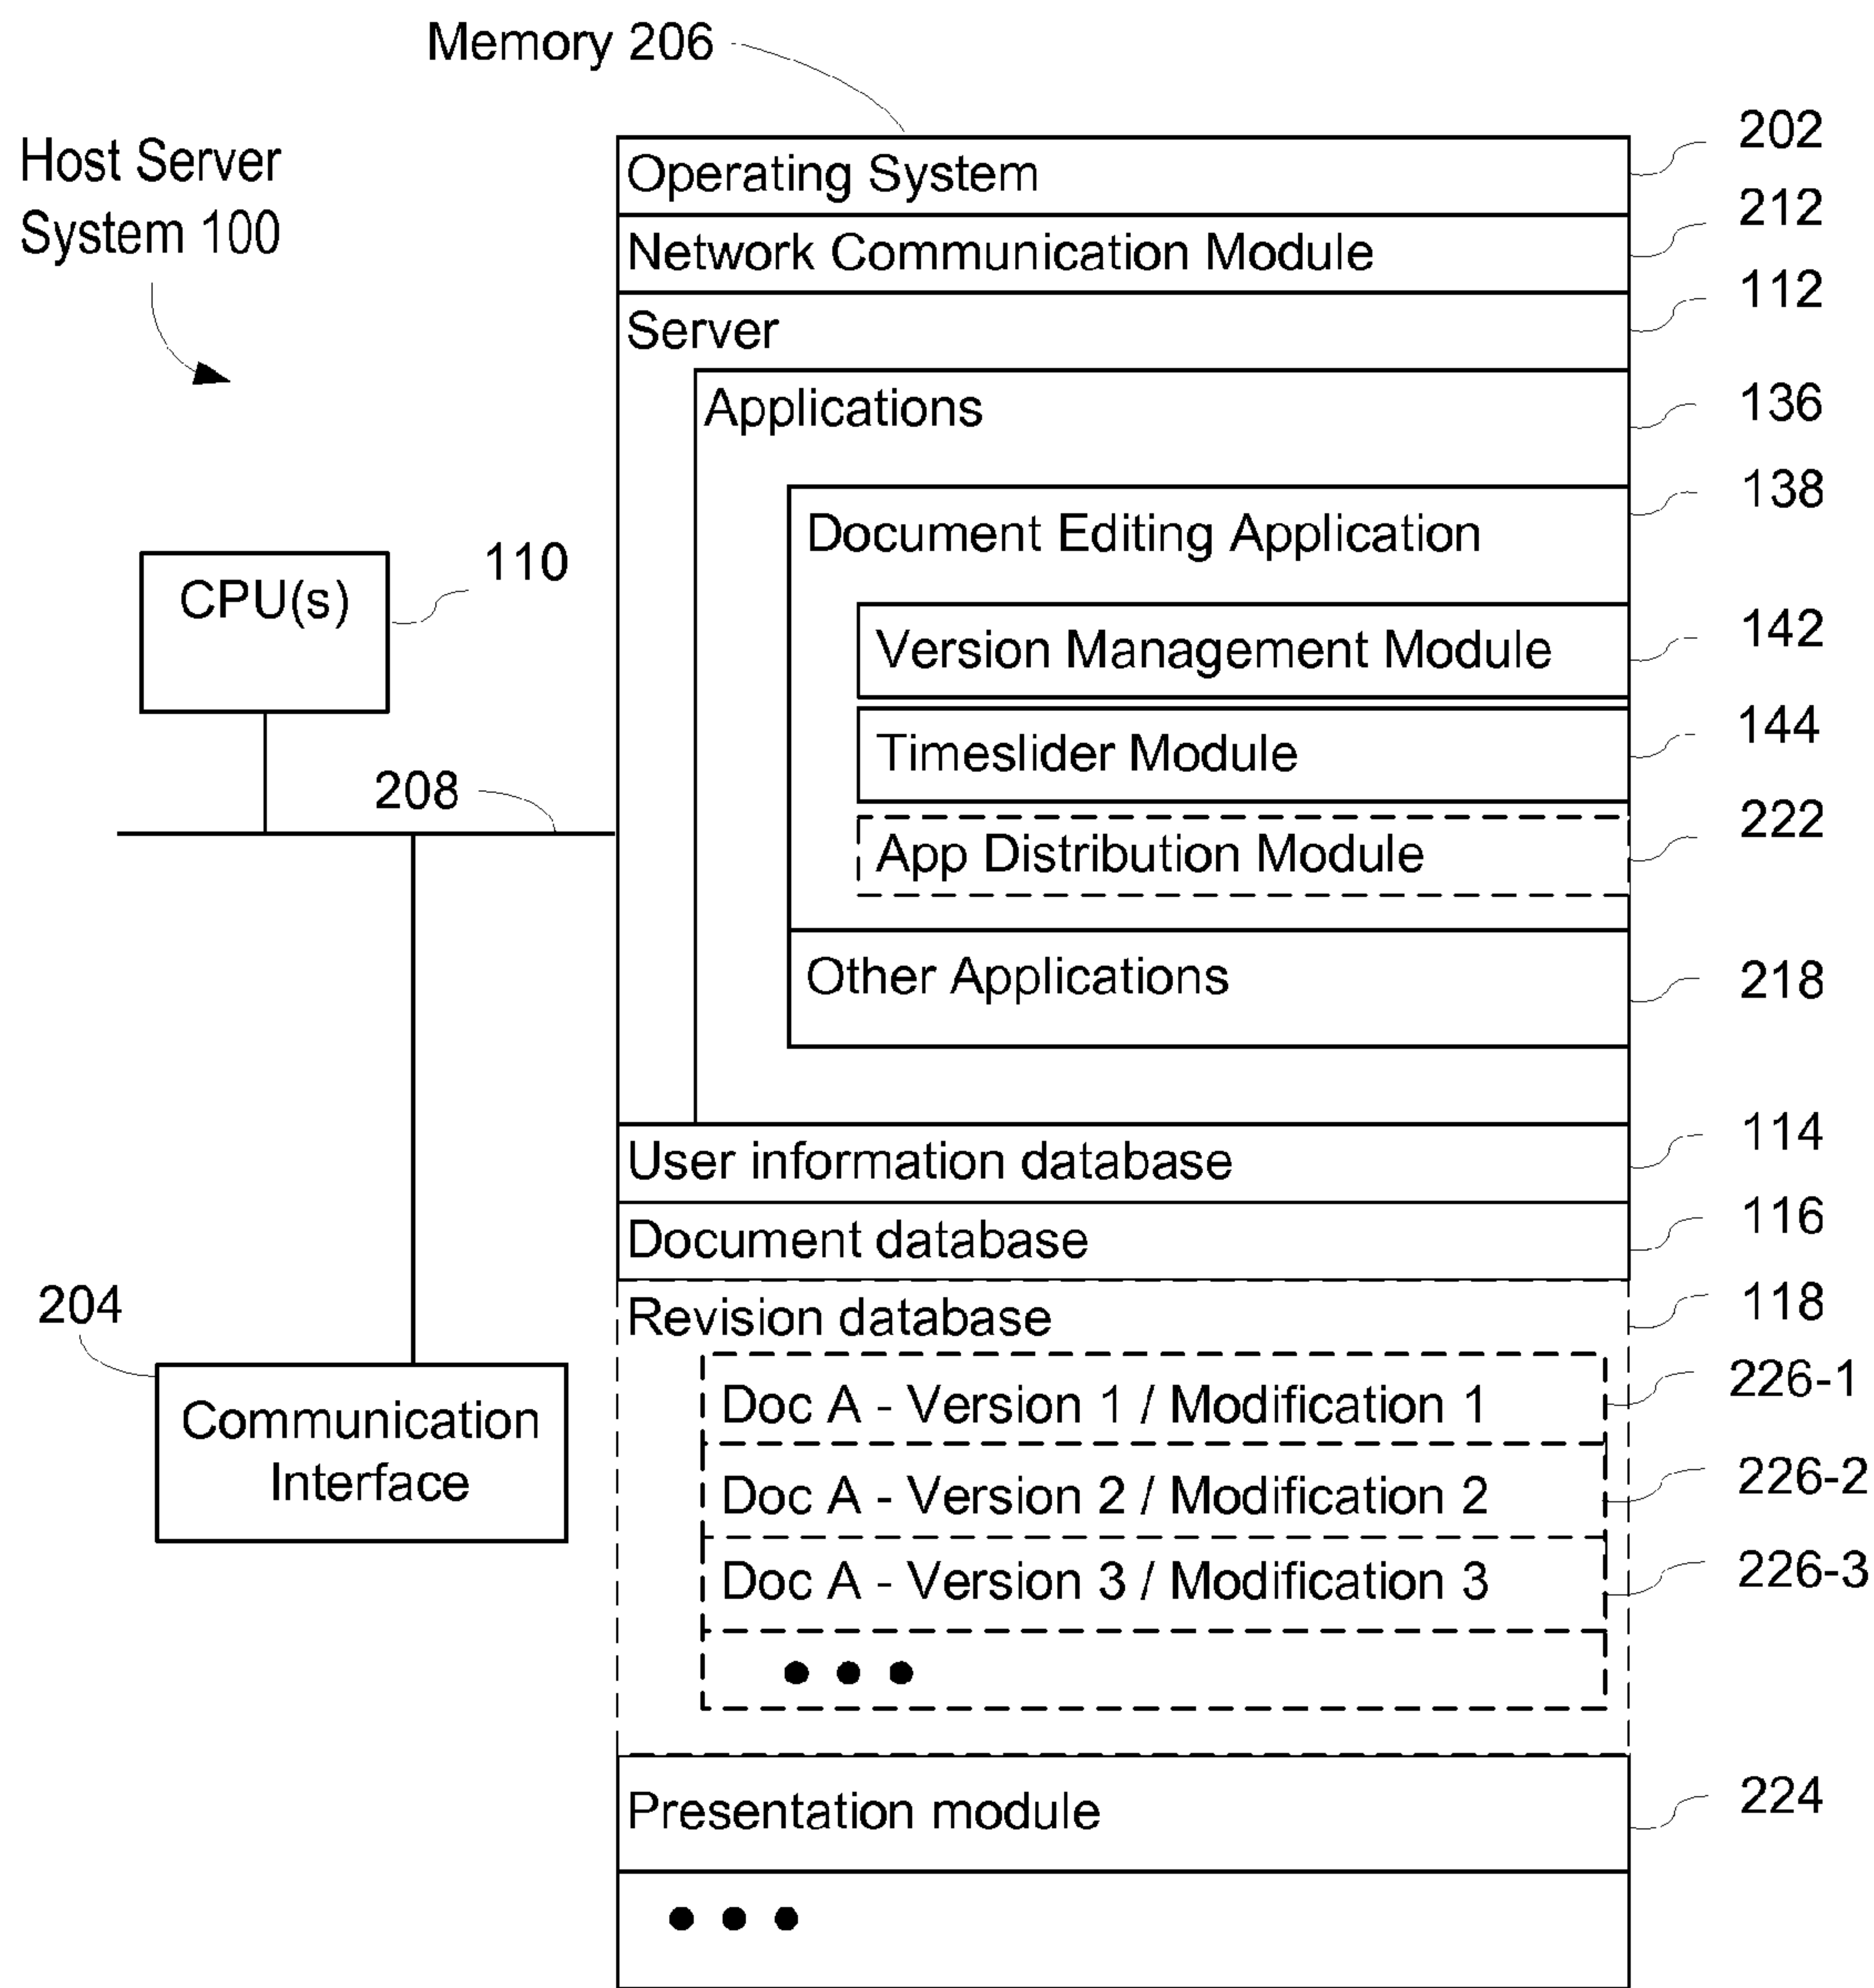 Memory 206
Host Server
System 100
Operating System
202
Network Communication Module
212
Server
112
Applications
136
Document Editing Application
138
CPU(s)
110
Version Management Module
142
Timeslider Module
144
208
App Distribution Module
222
Other Applications
218
User information database
114
Document database
116
Revision database
118
204
Communication
Interface
Doc A - Version 1 / Modification 1
226-1
Doc A - Version 2 / Modification 2
226-2
Doc A - Version 3 / Modification 3
226-3
● ● ●
Presentation module
224
● ● ●